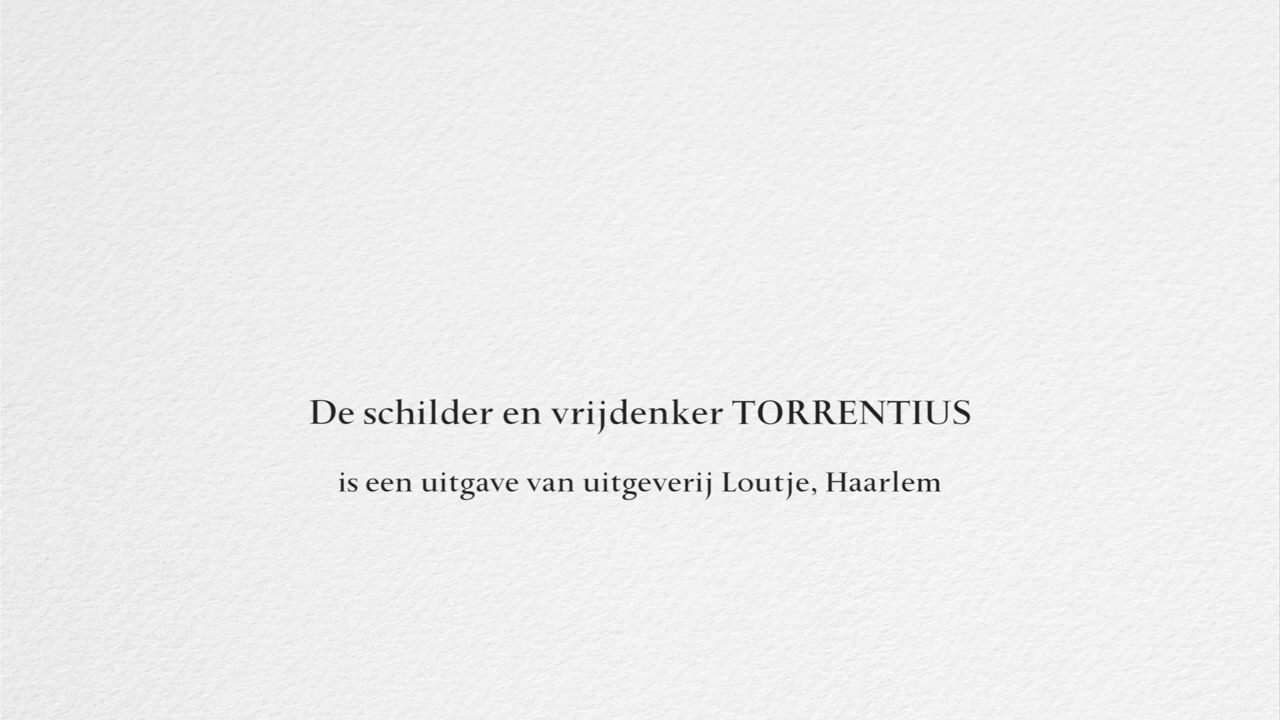 De schilder en vrijdenker TORRENTIUS
is een uitgave van uitgeverij Loutje, Haarlem